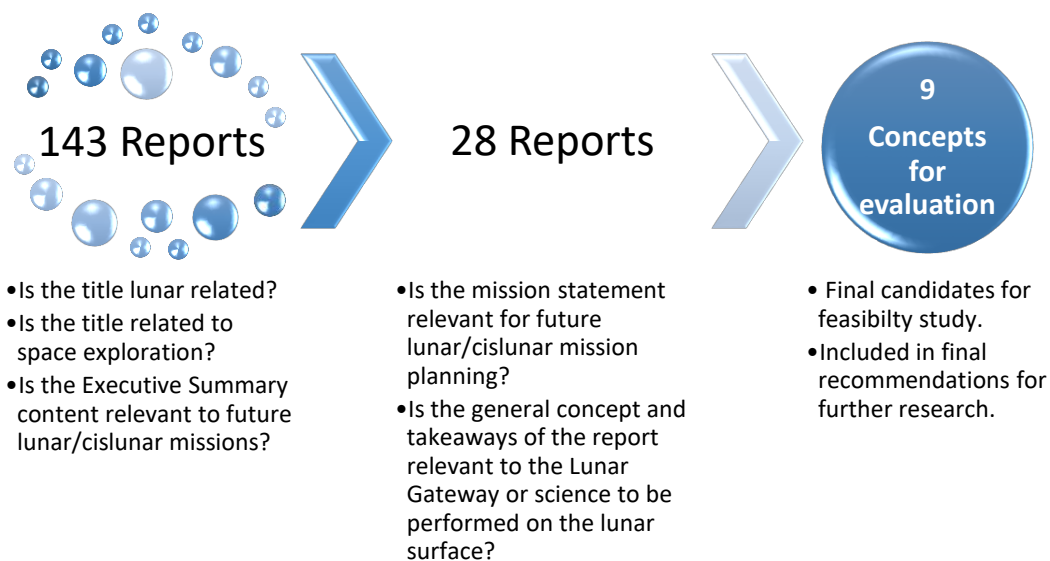 143 Reports
•Is the title lunar related?
•Is the title related to
space exploration?
•Is the Executive Summary
content relevant to future
lunar/cislunar missions?
28 Reports
•Is the mission statement
relevant for future
lunar/cislunar mission
planning?
•Is the general concept and
takeaways of the report
relevant to the Lunar
Gateway or science to be
performed on the lunar
surface?
9
Concepts
for
evaluation
• Final candidates for
feasibilty study.
•Included in final
recommendations for
further research.